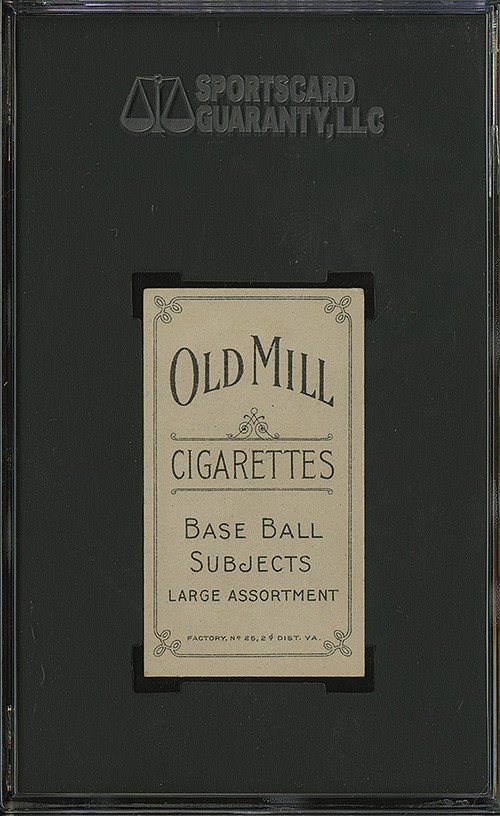 SPORTSCARD
GUARANTY, LLC
OLD MILL
CIGARETTES
BASE BALL
SUBJECTS
LARGE ASSORTMENT
FACTORY, Nº 25, 2ᵈ DIST. VA.